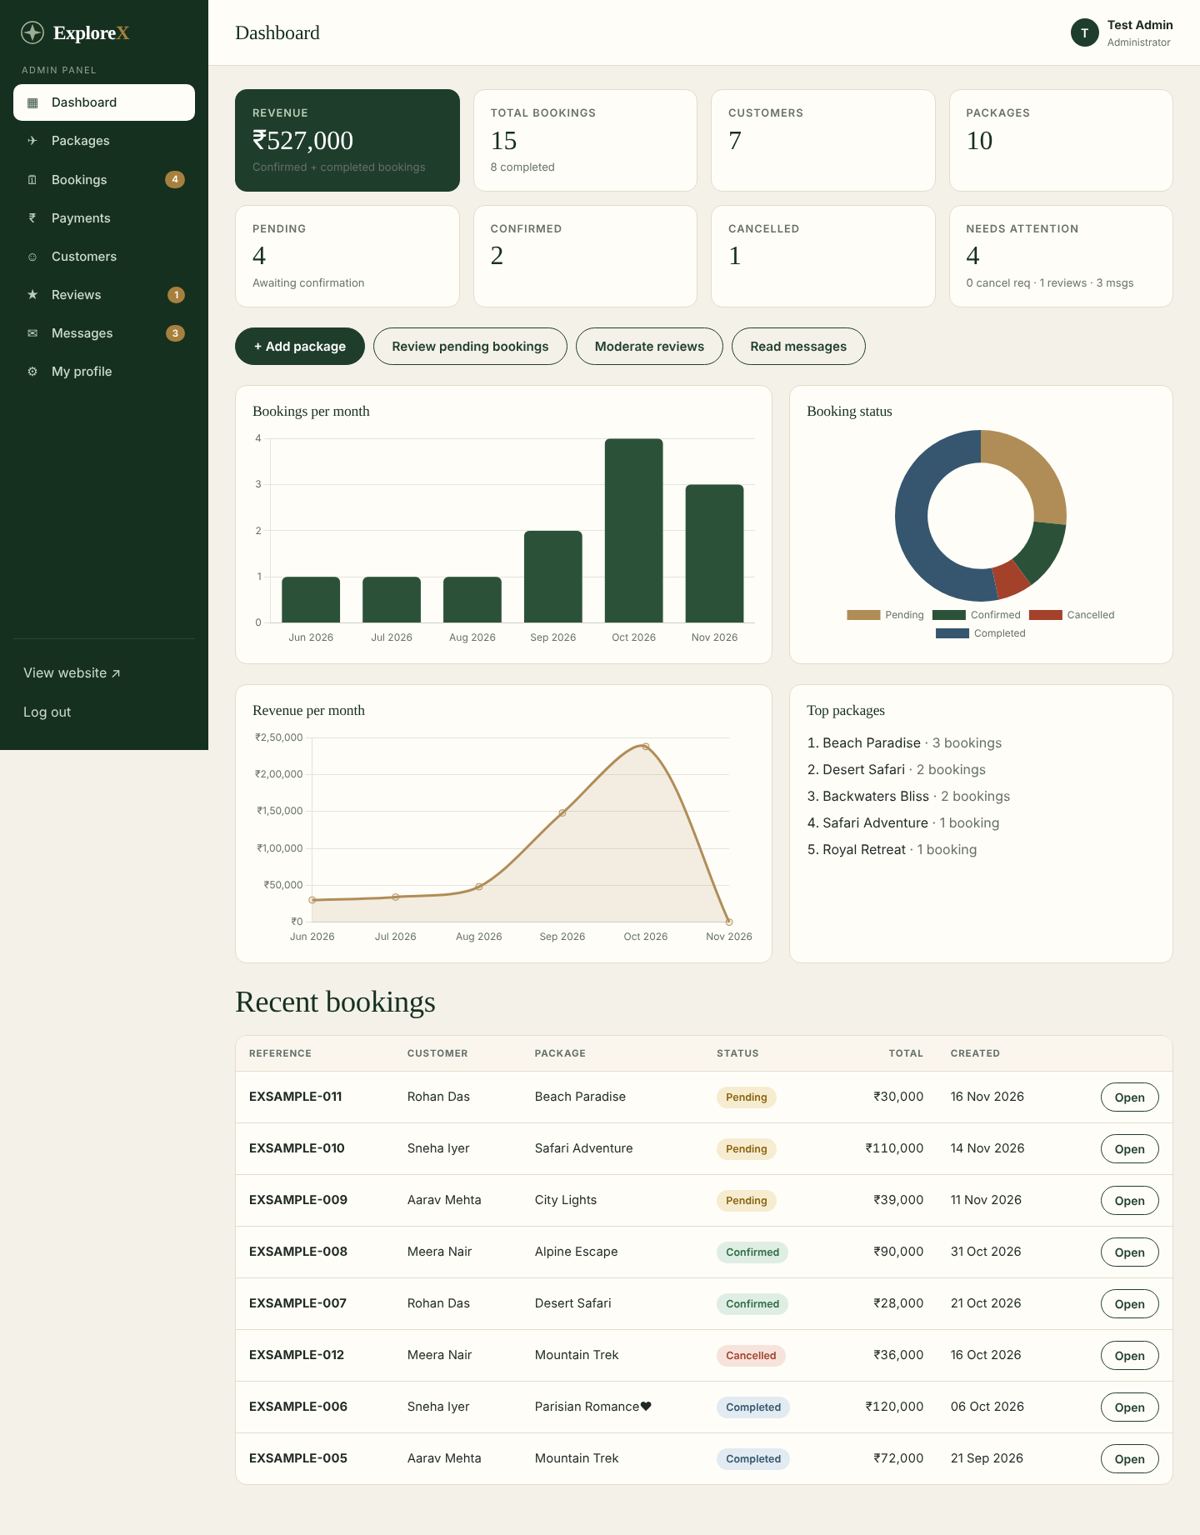 ExploreX
ADMIN PANEL
Dashboard
Packages
Bookings 4
₹ Payments
Customers
Reviews 1
Messages 3
My profile
View website ↗
Log out
Dashboard
T
Test Admin
Administrator
REVENUE
₹527,000
Confirmed + completed bookings
TOTAL BOOKINGS
15
8 completed
CUSTOMERS
7
PACKAGES
10
PENDING
4
Awaiting confirmation
CONFIRMED
2
CANCELLED
1
NEEDS ATTENTION
4
0 cancel req · 1 reviews · 3 msgs
+ Add package
Review pending bookings
Moderate reviews
Read messages
Bookings per month
4
3
2
1
0
Jun 2026 Jul 2026 Aug 2026 Sep 2026 Oct 2026 Nov 2026
Booking status
Pending Confirmed Cancelled
Completed
Revenue per month
₹2,50,000
₹2,00,000
₹1,50,000
₹1,00,000
₹50,000
₹0
Jun 2026 Jul 2026 Aug 2026 Sep 2026 Oct 2026 Nov 2026
Top packages
1. Beach Paradise · 3 bookings
2. Desert Safari · 2 bookings
3. Backwaters Bliss · 2 bookings
4. Safari Adventure · 1 booking
5. Royal Retreat · 1 booking
Recent bookings
REFERENCE CUSTOMER PACKAGE STATUS TOTAL CREATED
EXSAMPLE-011 Rohan Das Beach Paradise Pending ₹30,000 16 Nov 2026 Open
EXSAMPLE-010 Sneha Iyer Safari Adventure Pending ₹110,000 14 Nov 2026 Open
EXSAMPLE-009 Aarav Mehta City Lights Pending ₹39,000 11 Nov 2026 Open
EXSAMPLE-008 Meera Nair Alpine Escape Confirmed ₹90,000 31 Oct 2026 Open
EXSAMPLE-007 Rohan Das Desert Safari Confirmed ₹28,000 21 Oct 2026 Open
EXSAMPLE-012 Meera Nair Mountain Trek Cancelled ₹36,000 16 Oct 2026 Open
EXSAMPLE-006 Sneha Iyer Parisian Romance♥ Completed ₹120,000 06 Oct 2026 Open
EXSAMPLE-005 Aarav Mehta Mountain Trek Completed ₹72,000 21 Sep 2026 Open